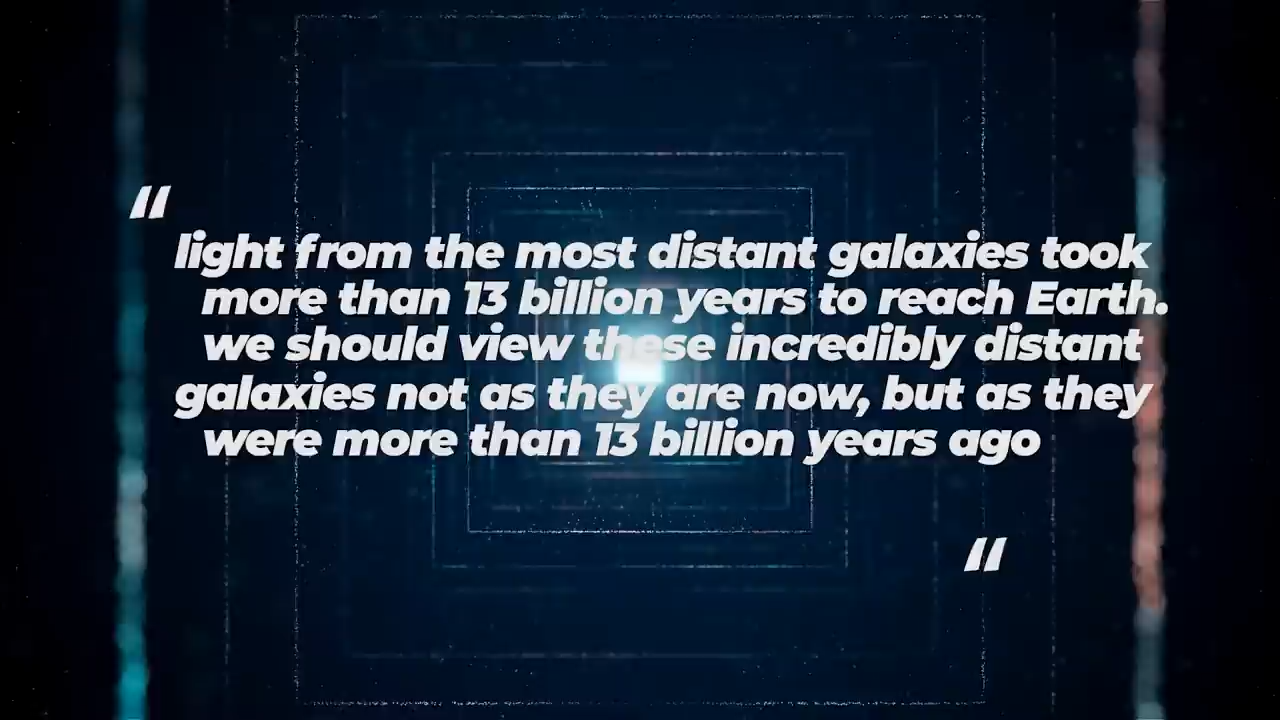 “
light from the most distant galaxies took
more than 13 billion years to reach Earth.
we should view these incredibly distant
galaxies not as they are now, but as they
were more than 13 billion years ago
“